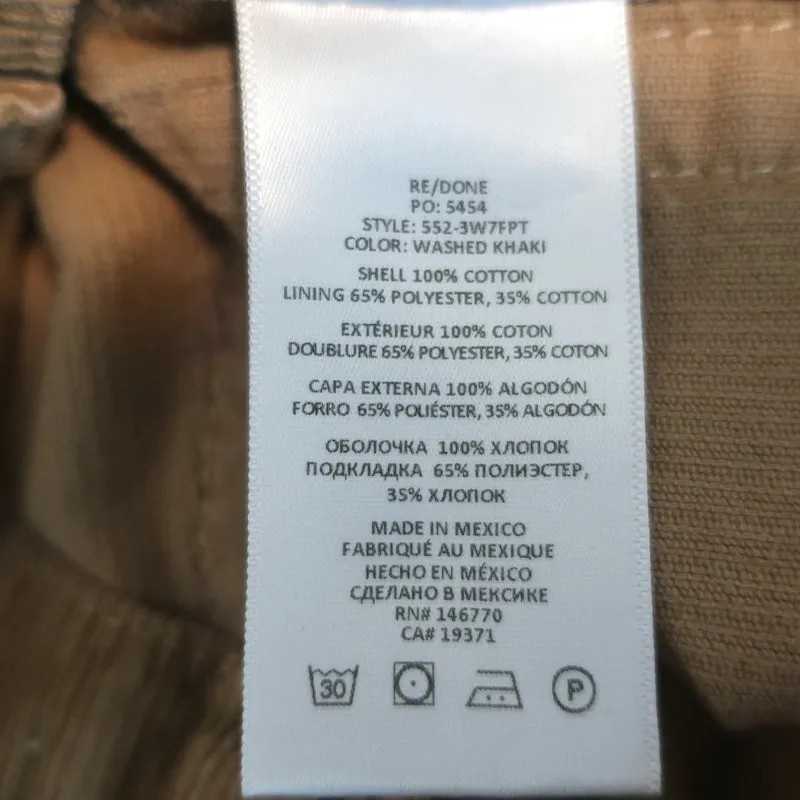 RE/DONE
PO: 5454
STYLE: 552-3W7FPT
COLOR: WASHED KHAKI
SHELL 100% COTTON
LINING 65% POLYESTER, 35% COTTON
EXTÉRIEUR 100% COTON
DOUBLURE 65% POLYESTER, 35% COTON
CAPA EXTERNA 100% ALGODÓN
FORRO 65% POLIÉSTER, 35% ALGODÓN
ОБОЛОЧКА 100% ХЛОПОК
ПОДКЛАДКА 65% ПОЛИЭСТЕР,
35% ХЛОПОК
MADE IN MEXICO
FABRIQUÉ AU MEXIQUE
HECHO EN MÉXICO
СДЕЛАНО В МЕКСИКЕ
RN# 146770
CA# 19371
30 P